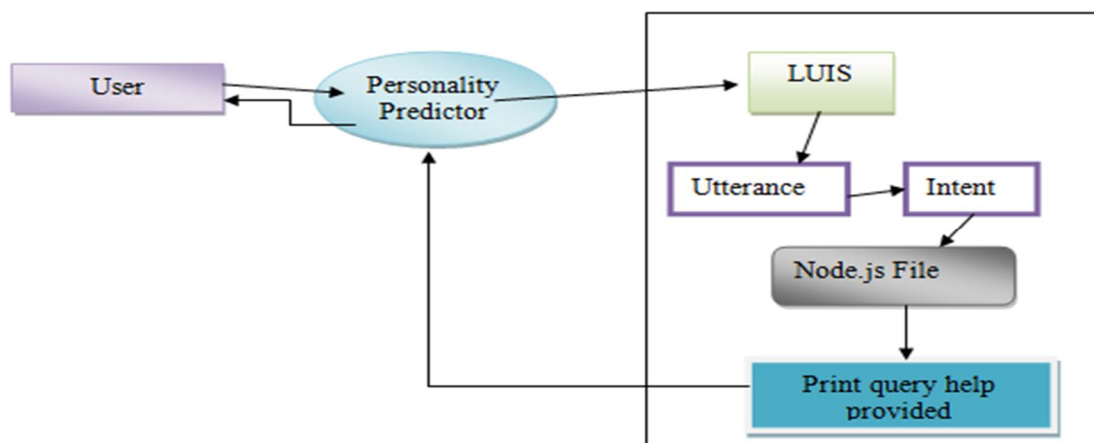 User
Personality
Predictor
LUIS
Utterance
Intent
Node.js File
Print query help
provided